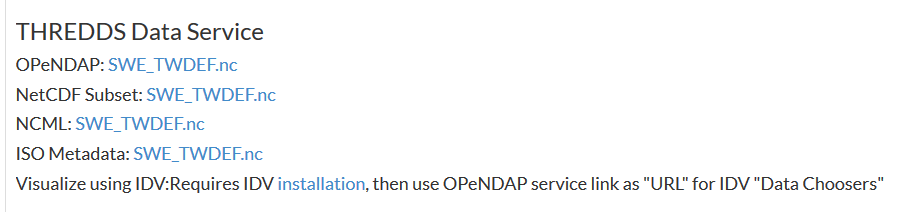 THREDDS Data Service
OPeNDAP: SWE_TWDEF.nc
NetCDF Subset: SWE_TWDEF.nc
NCML: SWE_TWDEF.nc
ISO Metadata: SWE_TWDEF.nc
Visualize using IDV:Requires IDV installation, then use OPeNDAP service link as "URL" for IDV "Data Choosers"